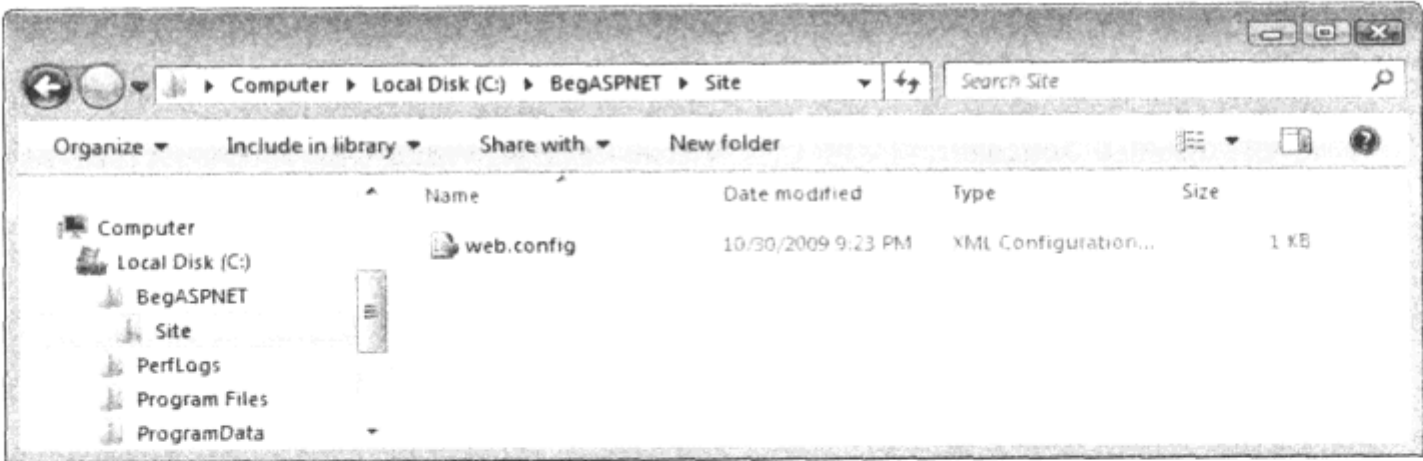 Computer Local Disk (C:) BegASPNET Site Search Site
Organize Include in library Share with New folder
Name Date modified Type Size
Computer
Local Disk (C:)
BegASPNET
Site
PerfLogs
Program Files
ProgramData
web.config 10/30/2009 9:23 PM XML Configuration... 1 KB